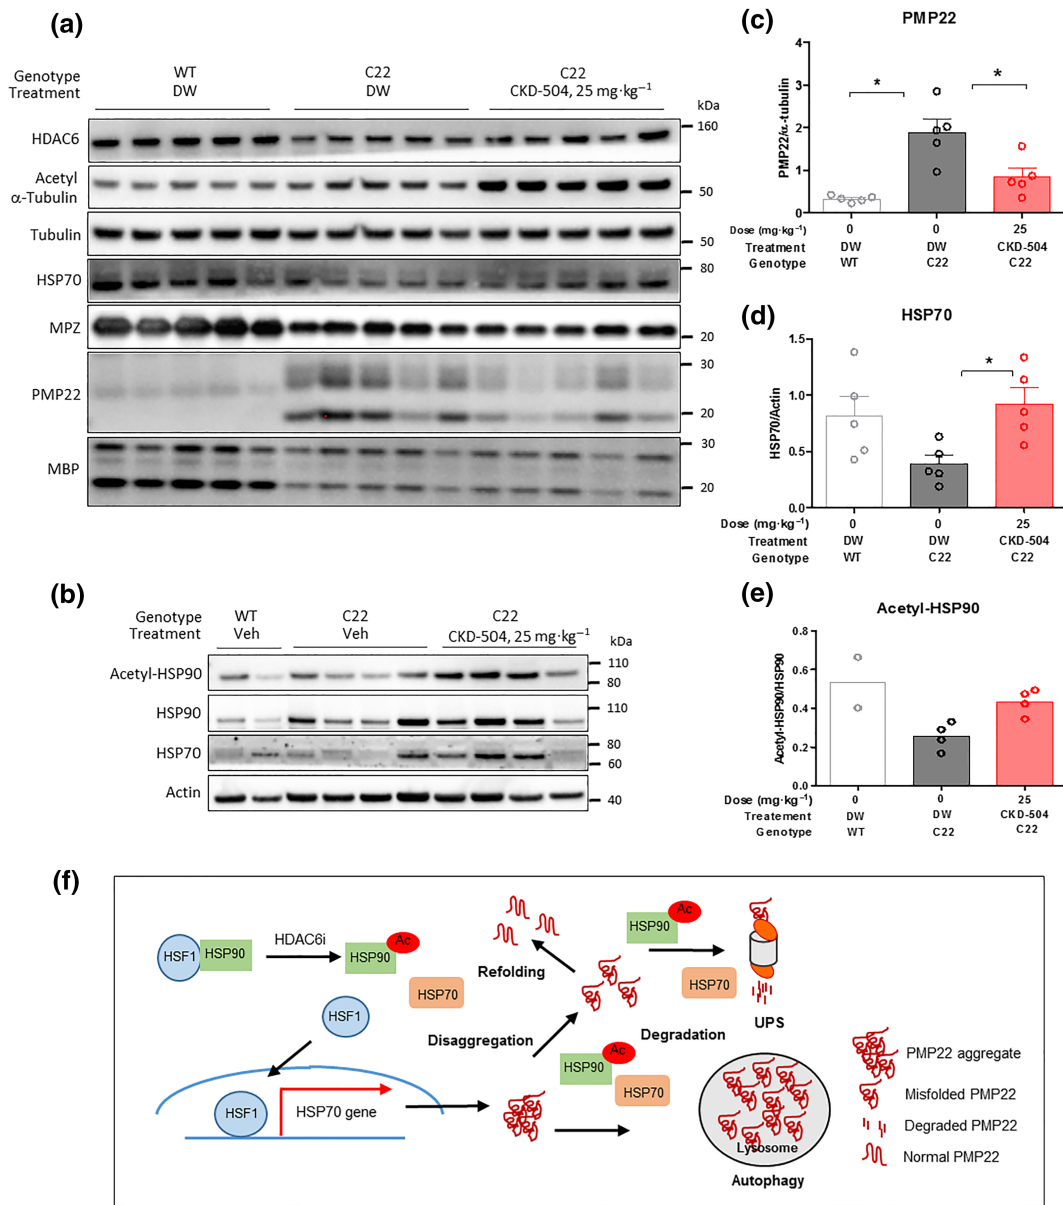 (a)
Genotype WT C22 C22
Treatment DW DW CKD-504, 25 mg·kg⁻¹
kDa
HDAC6 160
Acetyl
α-Tubulin 50
Tubulin 50
HSP70 80
MPZ 20
PMP22 30
20
MBP 30
20
(b)
Genotype WT C22 C22
Treatment Veh Veh CKD-504, 25 mg·kg⁻¹
kDa
Acetyl-HSP90 110
80
HSP90 110
HSP70 80
60
Actin 40
(c)
PMP22
PMP22/α-tubulin
4
3
2
1
0
* *
Dose (mg·kg⁻¹) 0 0 25
Treatment DW DW CKD-504
Genotype WT C22 C22
(d)
HSP70
HSP70/Actin
1.5
1.0
0.5
0.0
*
Dose (mg·kg⁻¹) 0 0 25
Treatment DW DW CKD-504
Genotype WT C22 C22
(e)
Acetyl-HSP90
Acetyl-HSP90/HSP90
0.8
0.6
0.4
0.2
0.0
Dose (mg·kg⁻¹) 0 0 25
Treatement DW DW CKD-504
Genotype WT C22 C22
(f)
HSF1 HSP90
HDAC6i
HSP90 Ac
HSP70
HSF1
HSF1
HSP70 gene
Disaggregation
Refolding
HSP90 Ac
HSP70
UPS
Degradation
HSP90 Ac
HSP70
Lysosome
Autophagy
PMP22 aggregate
Misfolded PMP22
Degraded PMP22
Normal PMP22